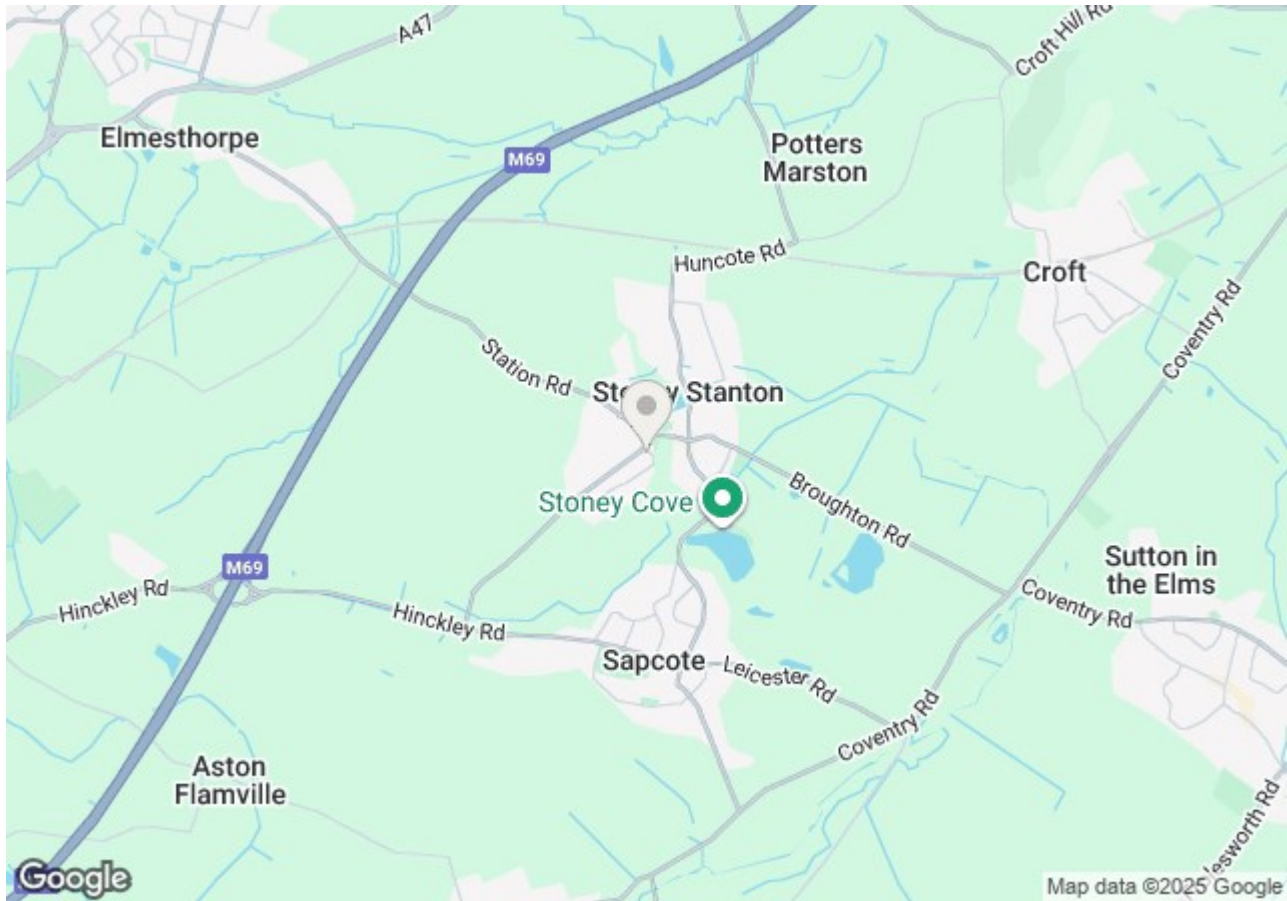 A47
Croft Hill Rd
Elmesthorpe
M69
Potters
Marston
Huncote Rd
Croft
Coventry Rd
Station Rd
Stanton
Stoney Cove
Broughton Rd
M69
Hinckley Rd
Hinckley Rd
Sutton in
the Elms
Coventry Rd
Sapcote
Leicester Rd
Coventry Rd
Aston
Flamville
Google
Map data ©2025 Google